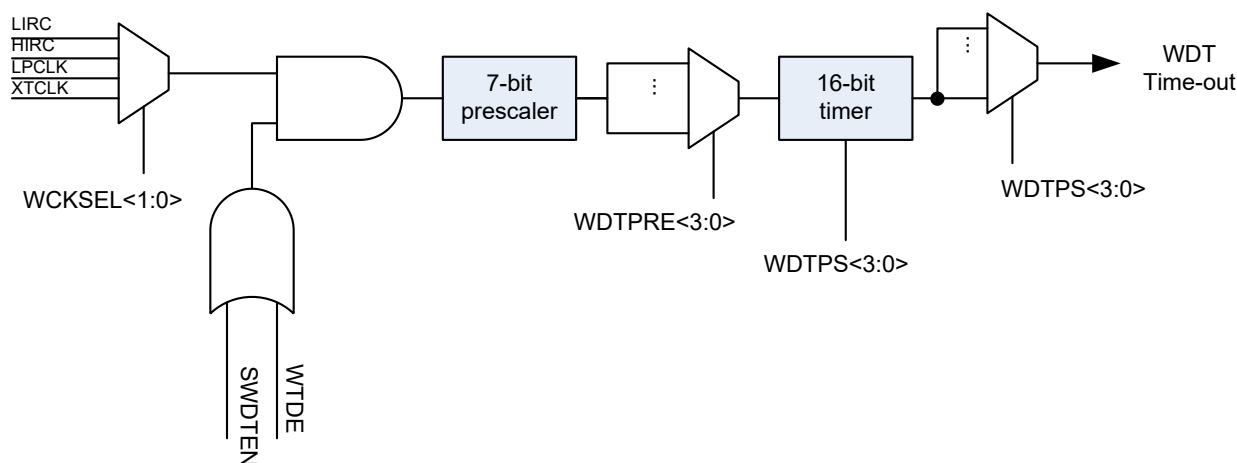 LIRC
HIRC
LPCLK
XTCLK
WCKSEL<1:0>
7-bit
prescaler
⋮
WDTPRE<3:0>
16-bit
timer
WDTPS<3:0>
⋮
WDTPS<3:0>
WDT
Time-out
SWDTEN
WTDE